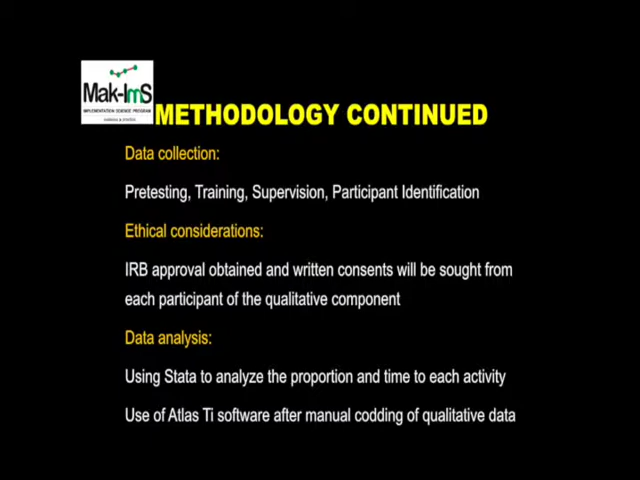 Mak-ImS
IMPLEMENTATION SCIENCE PROGRAM
METHODOLOGY CONTINUED
Data collection:
Pretesting, Training, Supervision, Participant Identification
Ethical considerations:
IRB approval obtained and written consents will be sought from
each participant of the qualitative component
Data analysis:
Using Stata to analyze the proportion and time to each activity
Use of Atlas Ti software after manual codding of qualitative data